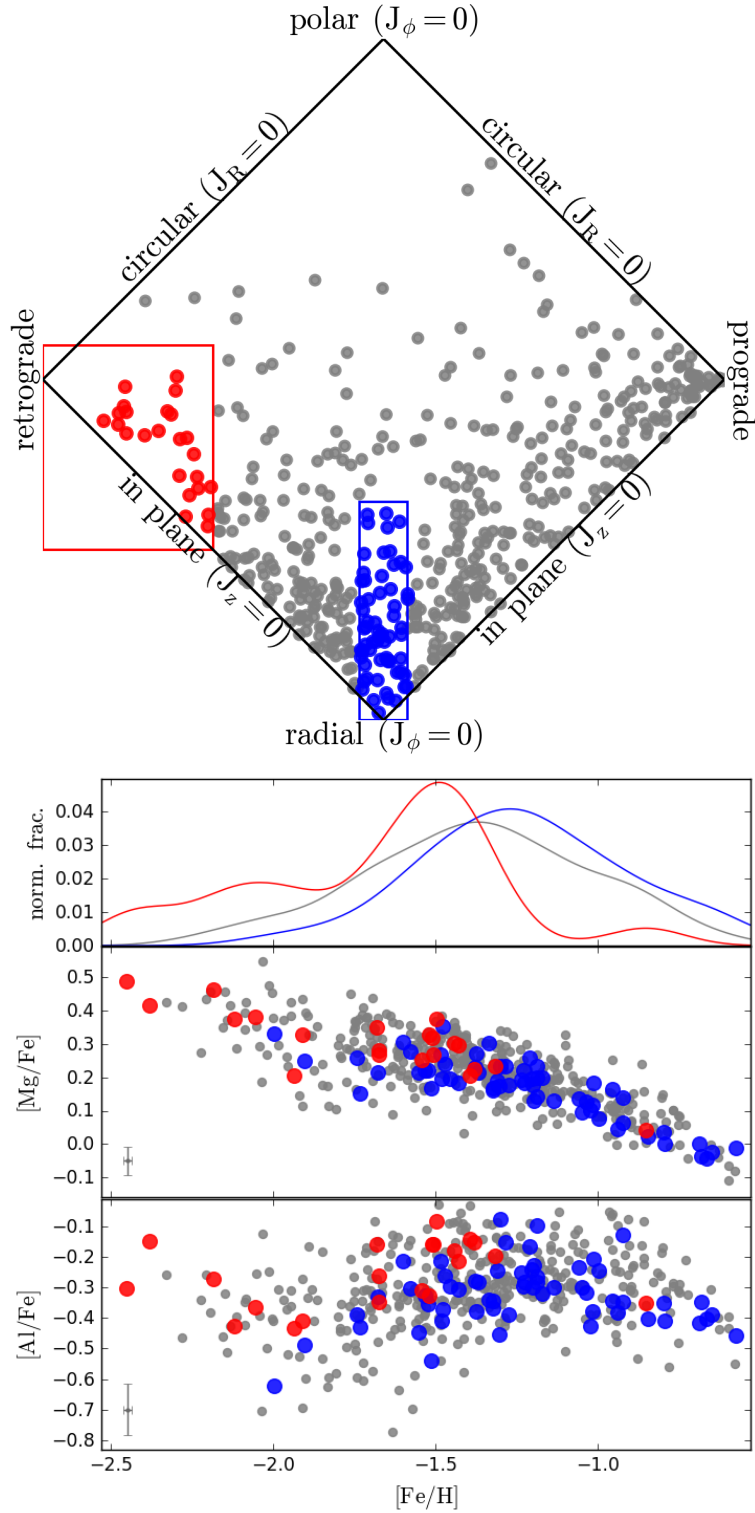 polar (J_ϕ = 0)
circular (J_R = 0)
circular (J_R = 0)
retrograde
prograde
in plane (J_z = 0)
in plane (J_z = 0)
radial (J_ϕ = 0)
norm. frac.
0.04
0.03
0.02
0.01
0.00
[Mg/Fe]
0.5
0.4
0.3
0.2
0.1
0.0
−0.1
[Al/Fe]
−0.1
−0.2
−0.3
−0.4
−0.5
−0.6
−0.7
−0.8
−2.5 −2.0 −1.5 −1.0
[Fe/H]